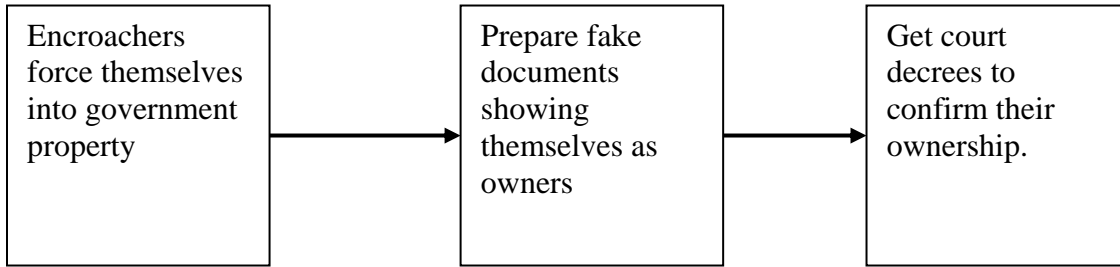 Encroachers
force themselves
into government
property
Prepare fake
documents
showing
themselves as
owners
Get court
decrees to
confirm their
ownership.